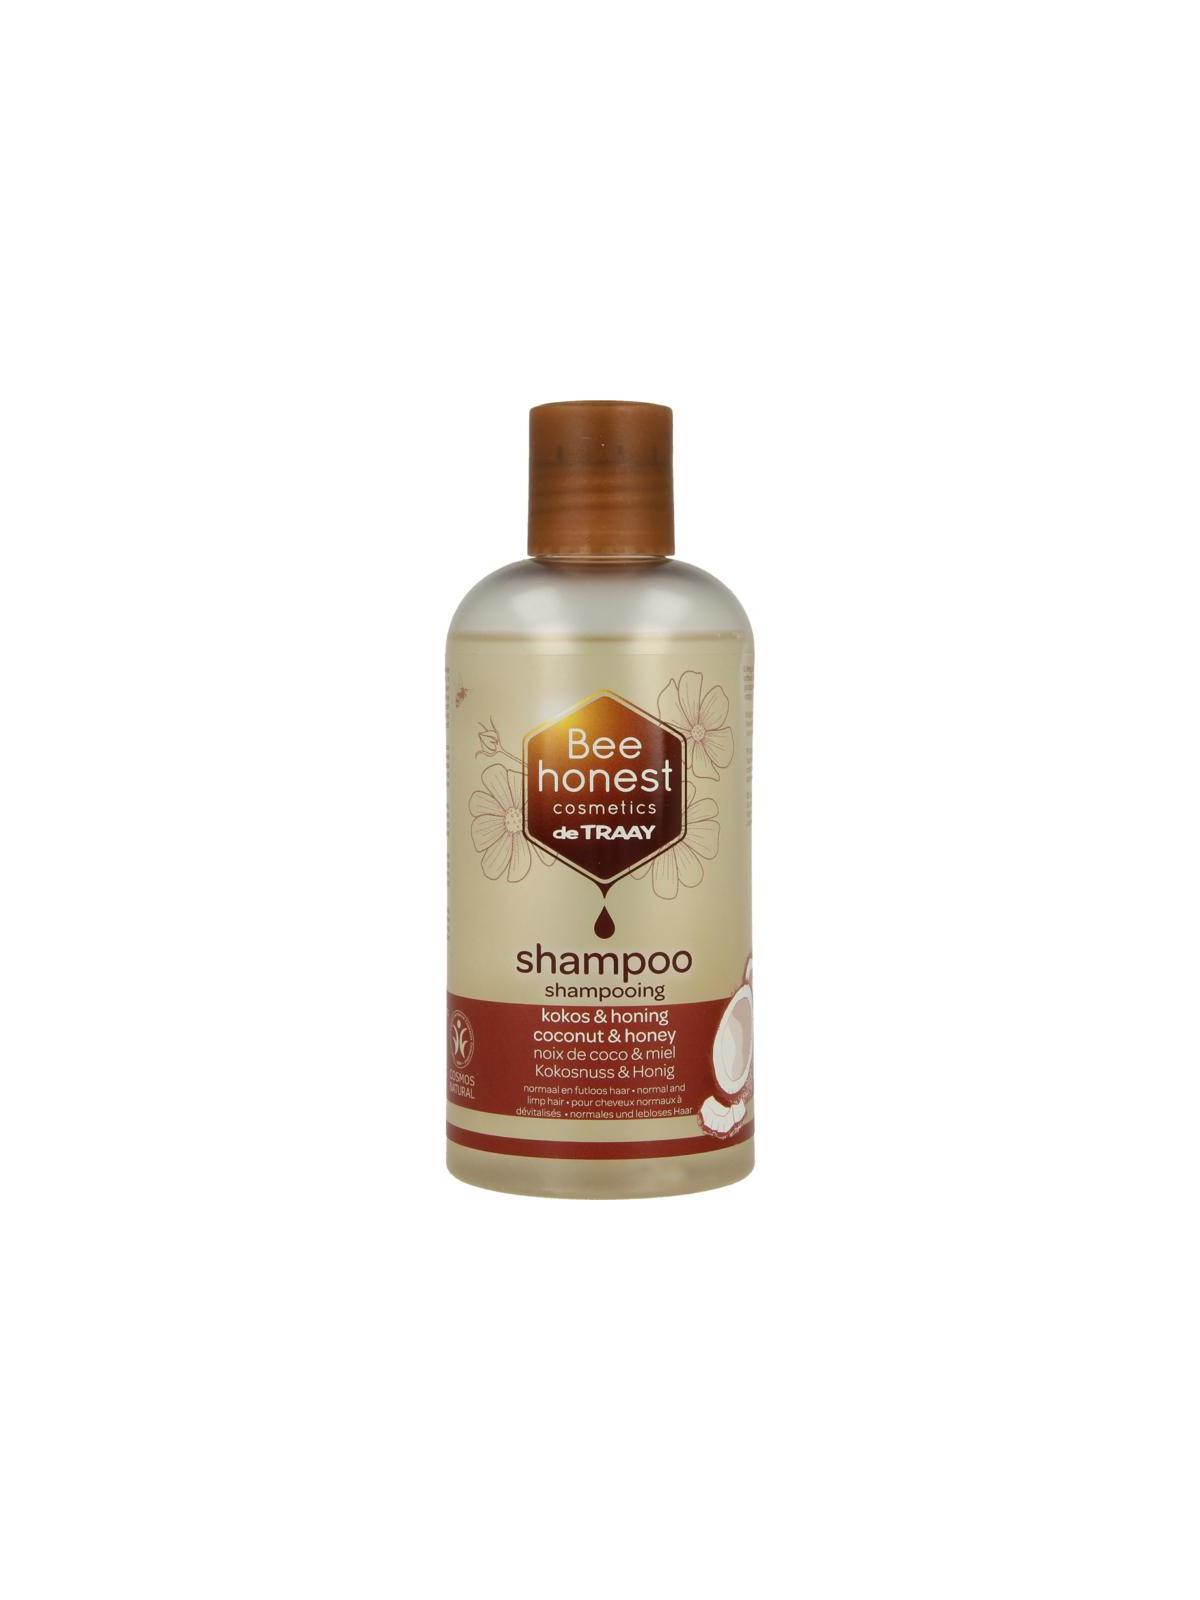 Bee
honest
cosmetics
de TRAAY
shampoo
shampooing
kokos & honing
coconut & honey
noix de coco & miel
Kokosnuss & Honig
normaal en futloos haar • normal and
limp hair • pour cheveux normaux à
dévitalisés • normales und lebloses Haar
COSMOS
NATURAL